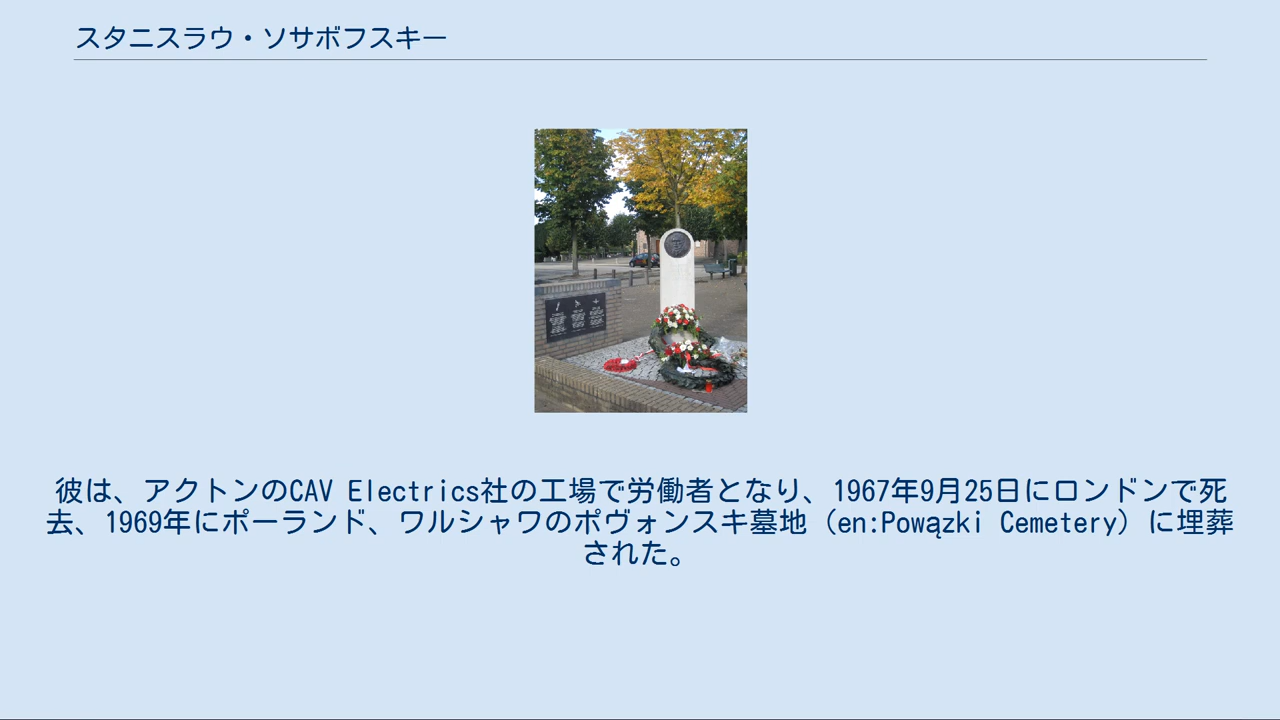 スタニスラウ・ソサボフスキー
彼は、アクトンのCAV Electrics社の工場で労働者となり、1967年9月25日にロンドンで死
去、1969年にポーランド、ワルシャワのポヴォンスキ墓地（en:Powązki Cemetery）に埋葬
された。